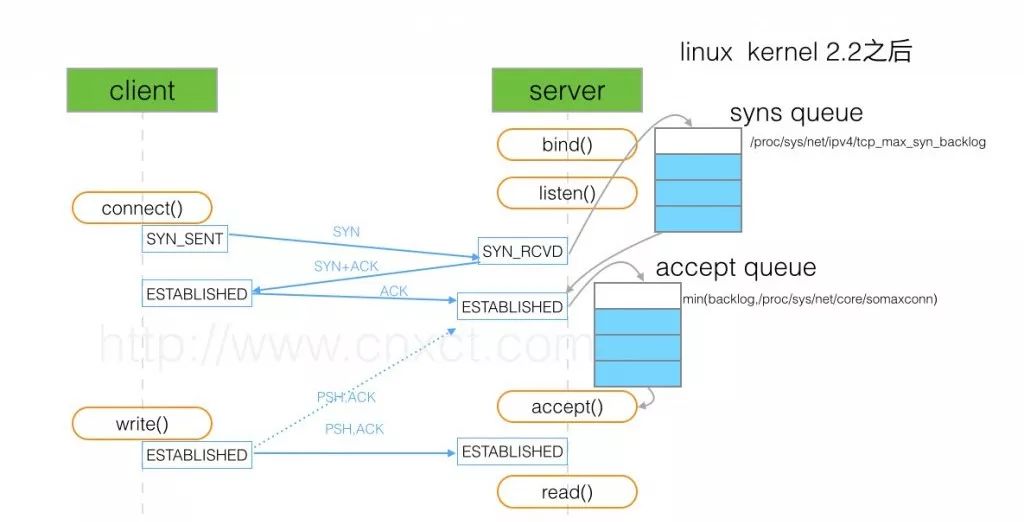 linux kernel 2.2之后
client
server
syns queue
/proc/sys/net/ipv4/tcp_max_syn_backlog
bind()
listen()
connect()
SYN_SENT
SYN
SYN_RCVD
SYN+ACK
accept queue
min(backlog,/proc/sys/net/core/somaxconn)
ESTABLISHED
ACK
ESTABLISHED
http://www.cnxct.com
PSH,ACK
accept()
write()
PSH,ACK
ESTABLISHED
ESTABLISHED
read()